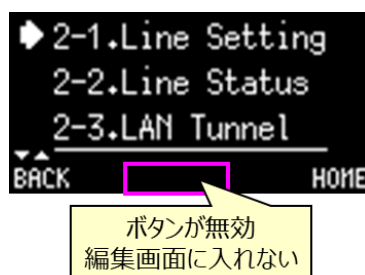 2-1.Line Setting
2-2.Line Status
2-3.LAN Tunnel
BACK HOME
ボタンが無効
編集画面に入れない